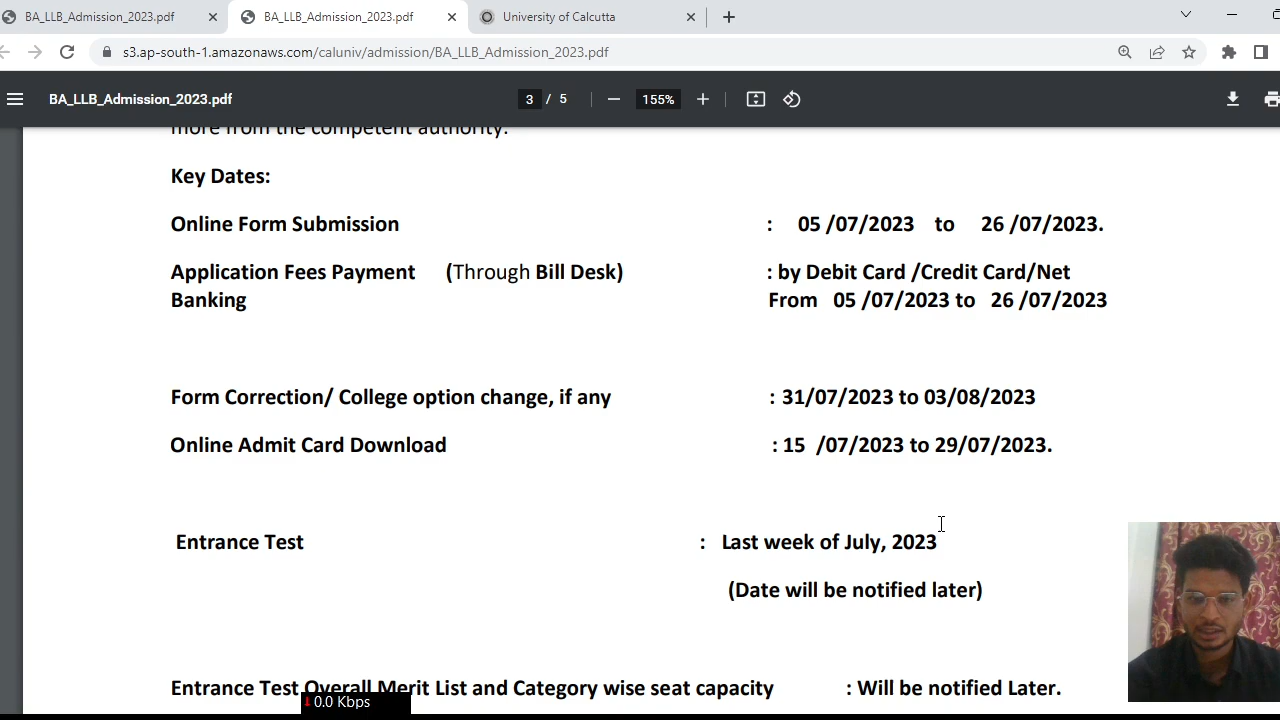 BA_LLB_Admission_2023.pdf
BA_LLB_Admission_2023.pdf
University of Calcutta
s3.ap-south-1.amazonaws.com/caluniv/admission/BA_LLB_Admission_2023.pdf
BA_LLB_Admission_2023.pdf 3 / 5 155%
more from the competent authority.
Key Dates:
Online Form Submission : 05 /07/2023 to 26 /07/2023.
Application Fees Payment (Through Bill Desk) : by Debit Card /Credit Card/Net
Banking From 05 /07/2023 to 26 /07/2023
Form Correction/ College option change, if any : 31/07/2023 to 03/08/2023
Online Admit Card Download : 15 /07/2023 to 29/07/2023.
Entrance Test : Last week of July, 2023
(Date will be notified later)
Entrance Test Overall Merit List and Category wise seat capacity : Will be notified Later.
0.0 Kbps